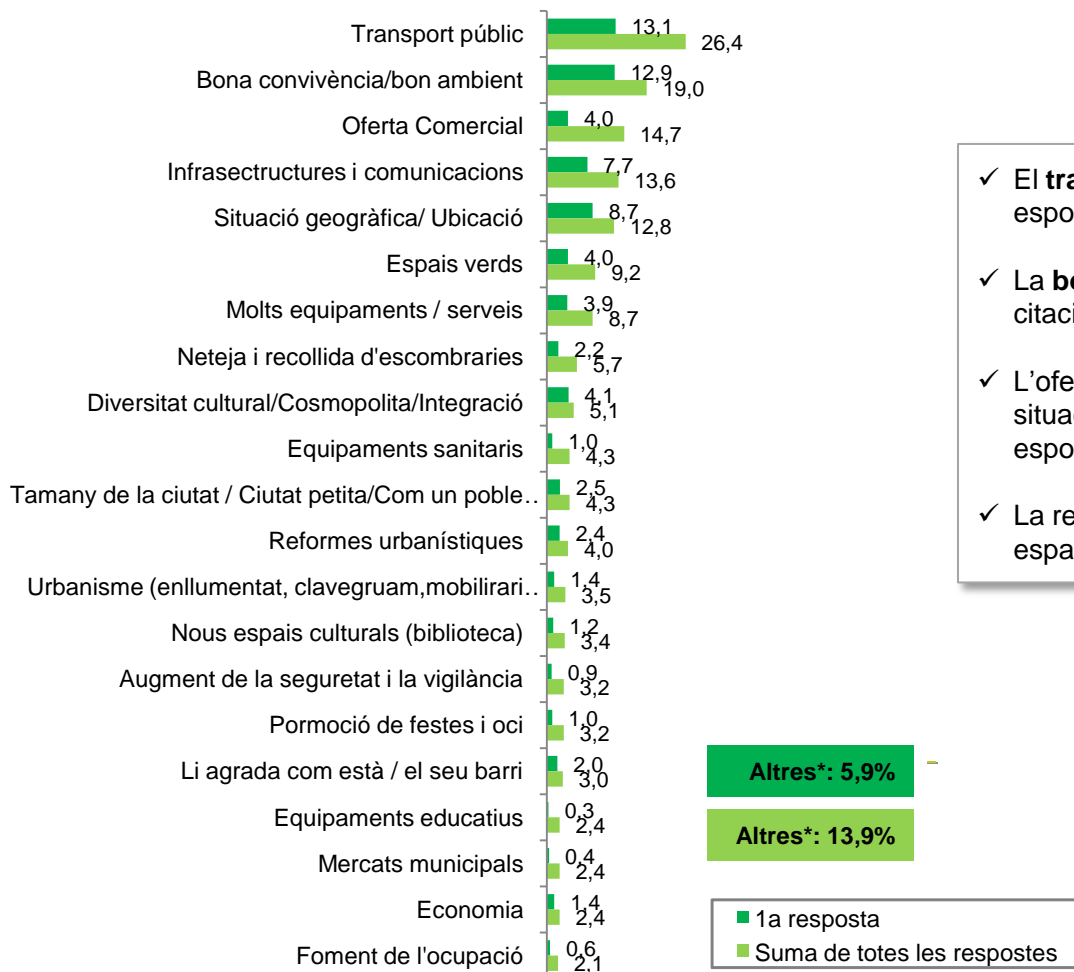 Transport públic 13,1 26,4
Bona convivència/bon ambient 12,9 19,0
Oferta Comercial 4,0 14,7
Infrasectructures i comunicacions 7,7 13,6
Situació geogràfica/ Ubicació 8,7 12,8
Espais verds 4,0 9,2
Molts equipaments / serveis 3,9 8,7
Neteja i recollida d'escombraries 2,2 5,7
Diversitat cultural/Cosmopolita/Integració 4,1 5,1
Equipaments sanitaris 1,0 4,3
Tamany de la ciutat / Ciutat petita/Com un poble.. 2,5 4,3
Reformes urbanístiques 2,4 4,0
Urbanisme (enllumentat, clavegruam,mobilirari.. 1,4 3,5
Nous espais culturals (biblioteca) 1,2 3,4
Augment de la seguretat i la vigilància 0,9 3,2
Pormoció de festes i oci 1,0 3,2
Li agrada com està / el seu barri 2,0 3,0
Equipaments educatius 0,3 2,4
Mercats municipals 0,4 2,4
Economia 1,4 2,4
Foment de l'ocupació 0,6 2,1
✓ El tra
espo
✓ La b
citaci
✓ L'ofe
situa
espo
✓ La re
espa
Altres*: 5,9%
Altres*: 13,9%
1a resposta
Suma de totes les respostes